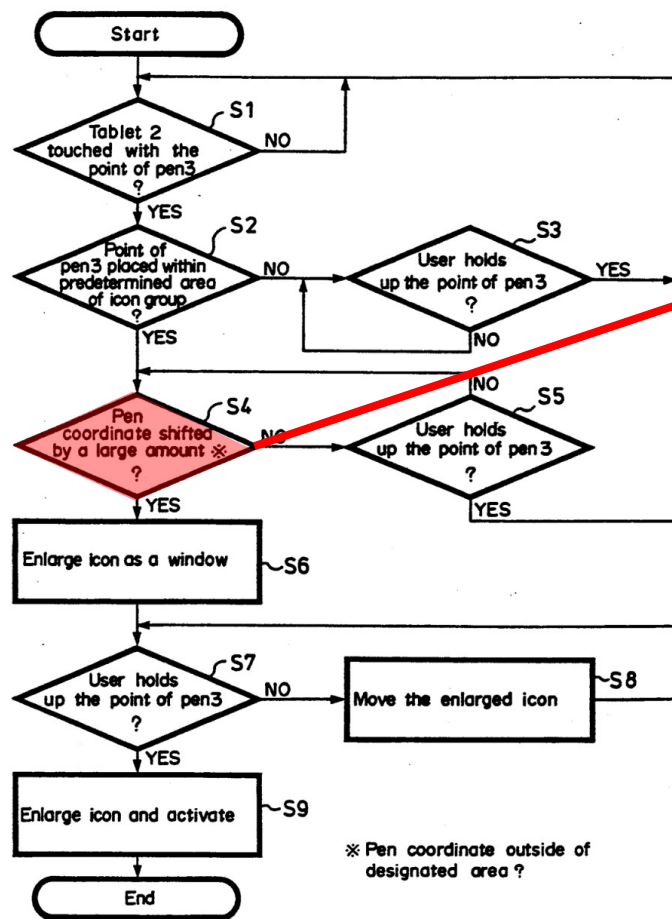 Start
S1
Tablet 2
touched with the
point of pen3
?
NO
YES
S2
Point of
pen3 placed within
predetermined area
of icon group
?
NO
YES
S3
User holds
up the point of pen3
?
YES
NO
S4
Pen
coordinate shifted
by a large amount ※
?
NO
YES
NO
S5
User holds
up the point of pen3
?
YES
Enlarge icon as a window
S6
S7
User holds
up the point of pen3
?
NO
YES
Move the enlarged icon
S8
Enlarge icon and activate
S9
※ Pen coordinate outside of
designated area ?
End